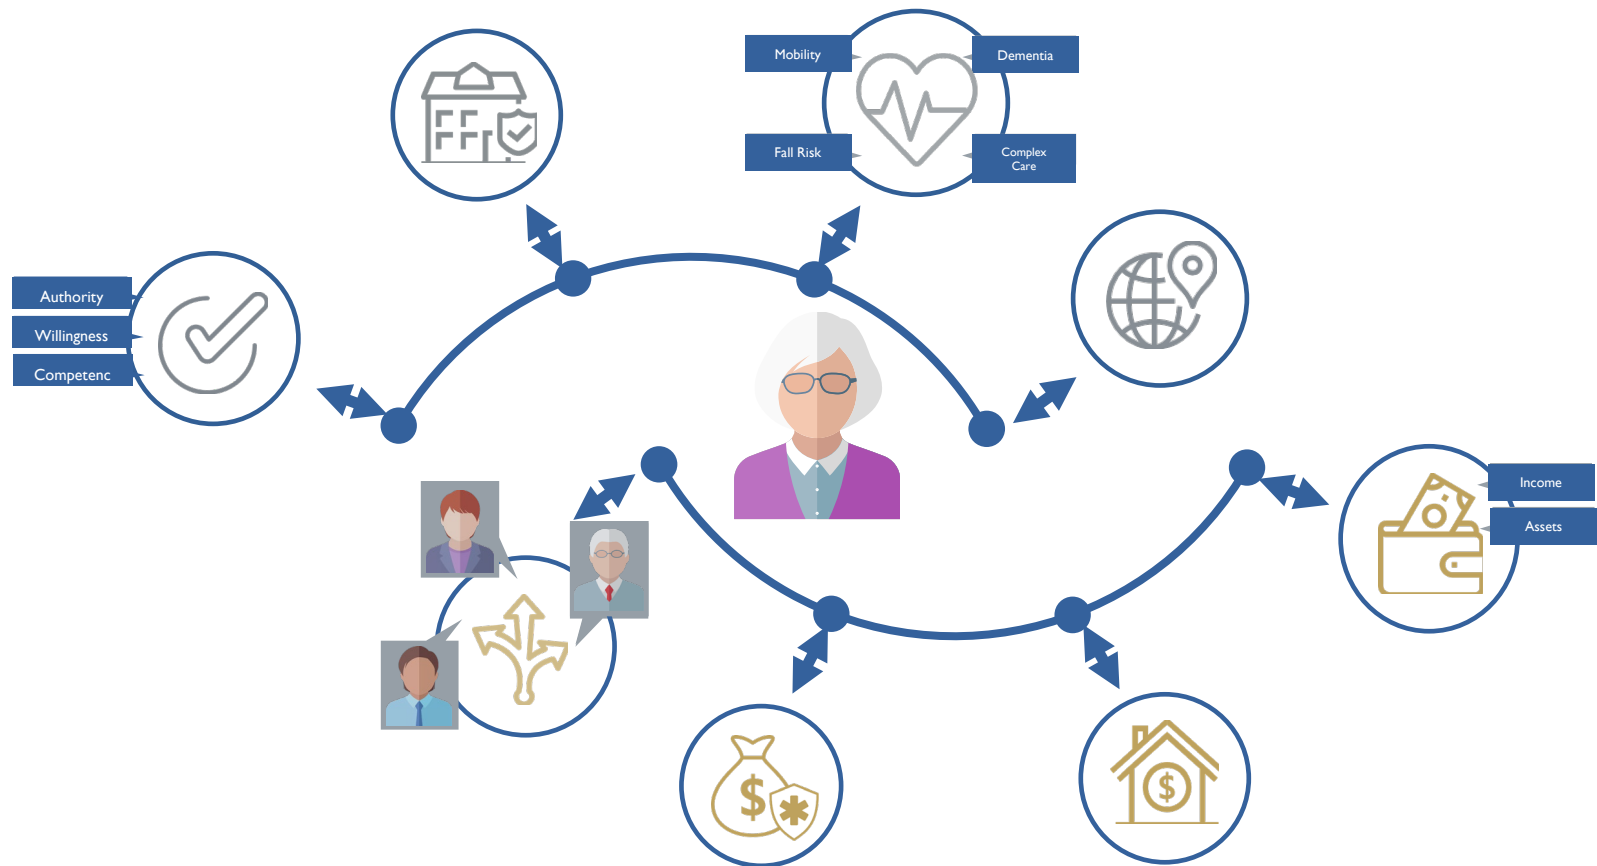 Mobility
Dementia
Fall Risk
Complex
Care
Authority
Willingness
Competenc
Income
Assets
$
$